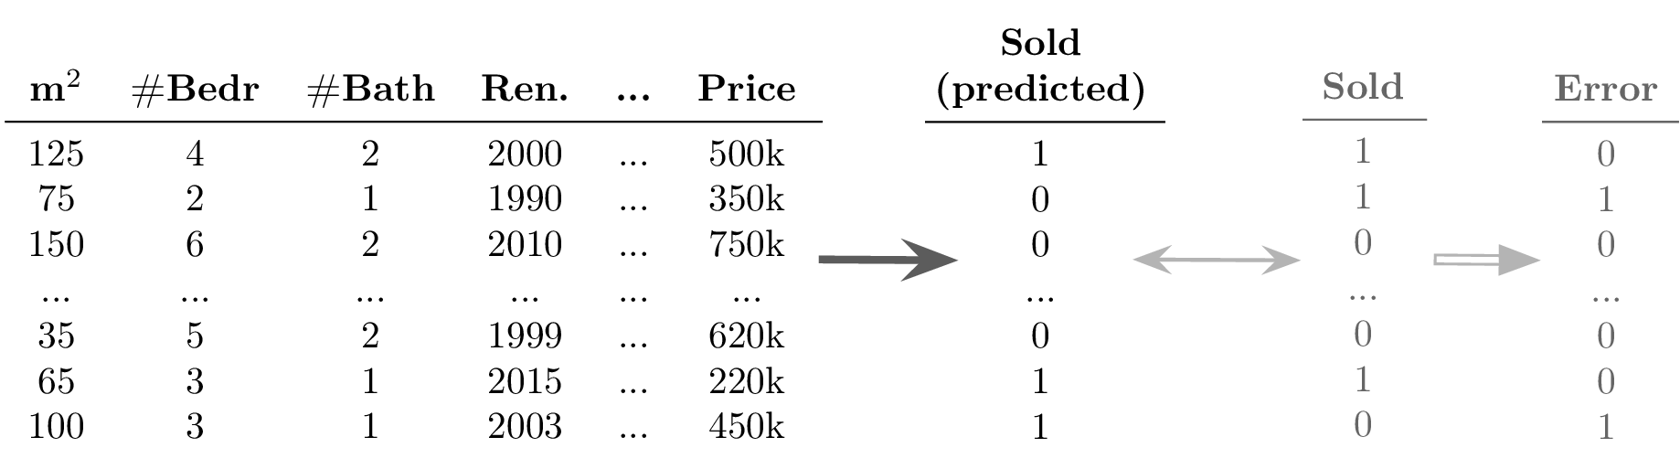 Sold
m² #Bedr #Bath Ren. ... Price (predicted) Sold Error
125 4 2 2000 ... 500k 1 1 0
75 2 1 1990 ... 350k 0 1 1
150 6 2 2010 ... 750k 0 0 0
... ... ... ... ... ... ... ... ...
35 5 2 1999 ... 620k 0 0 0
65 3 1 2015 ... 220k 1 1 0
100 3 1 2003 ... 450k 1 0 1